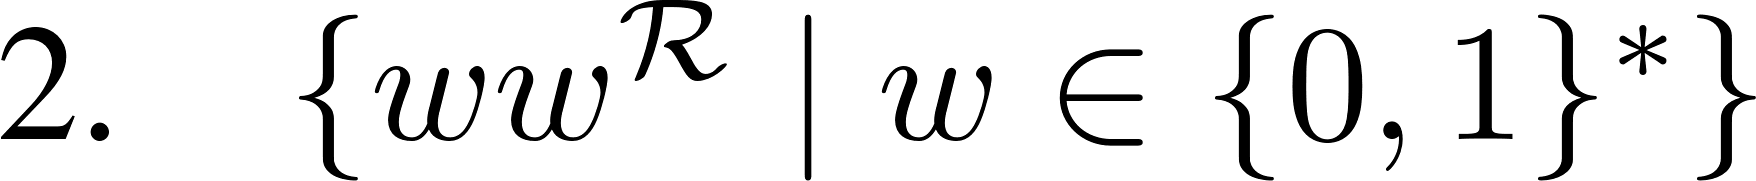 2. {ww^ℛ | w ∈ {0, 1}*}